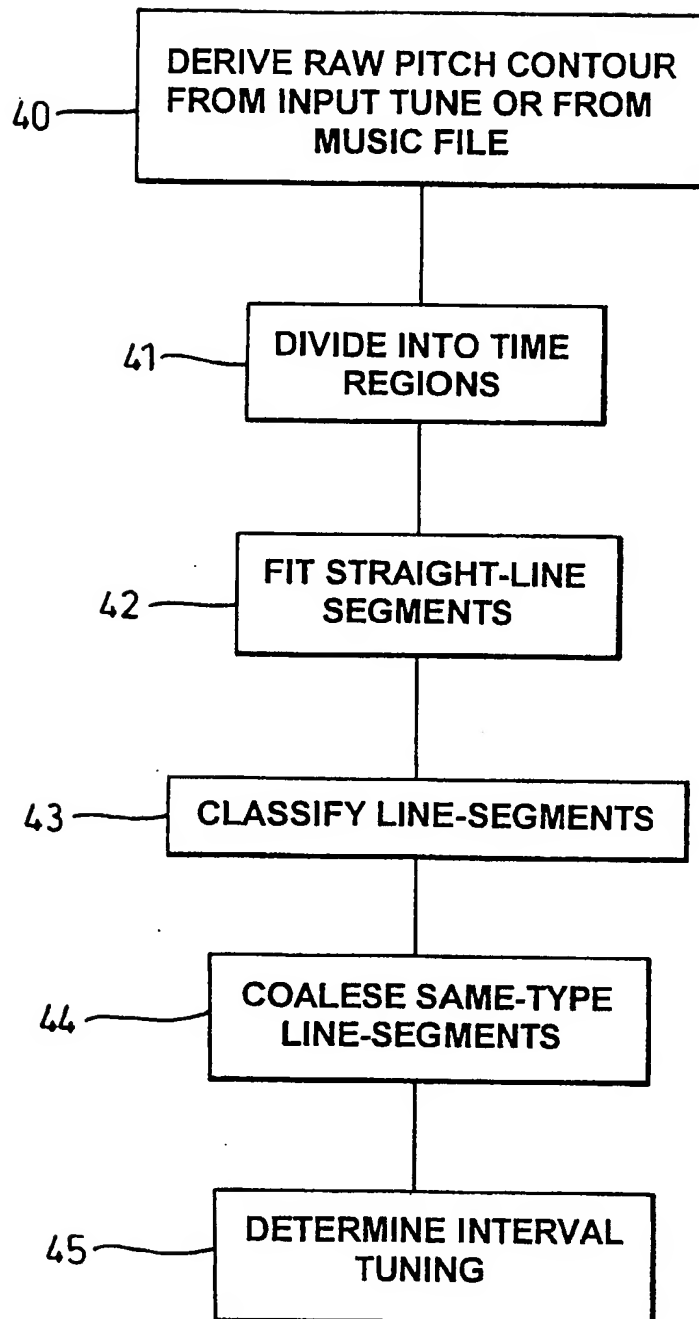 40
DERIVE RAW PITCH CONTOUR
FROM INPUT TUNE OR FROM
MUSIC FILE
41
DIVIDE INTO TIME
REGIONS
42
FIT STRAIGHT-LINE
SEGMENTS
43
CLASSIFY LINE-SEGMENTS
44
COALESE SAME-TYPE
LINE-SEGMENTS
45
DETERMINE INTERVAL
TUNING